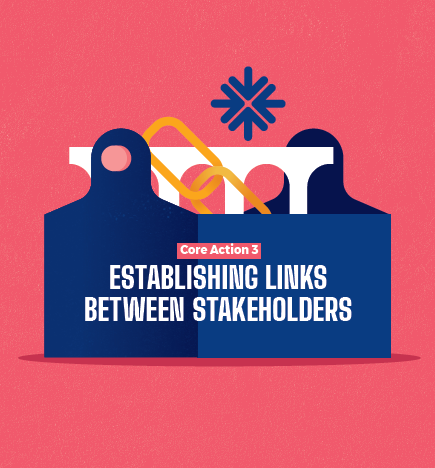 Core Action 3
ESTABLISHING LINKS
BETWEEN STAKEHOLDERS